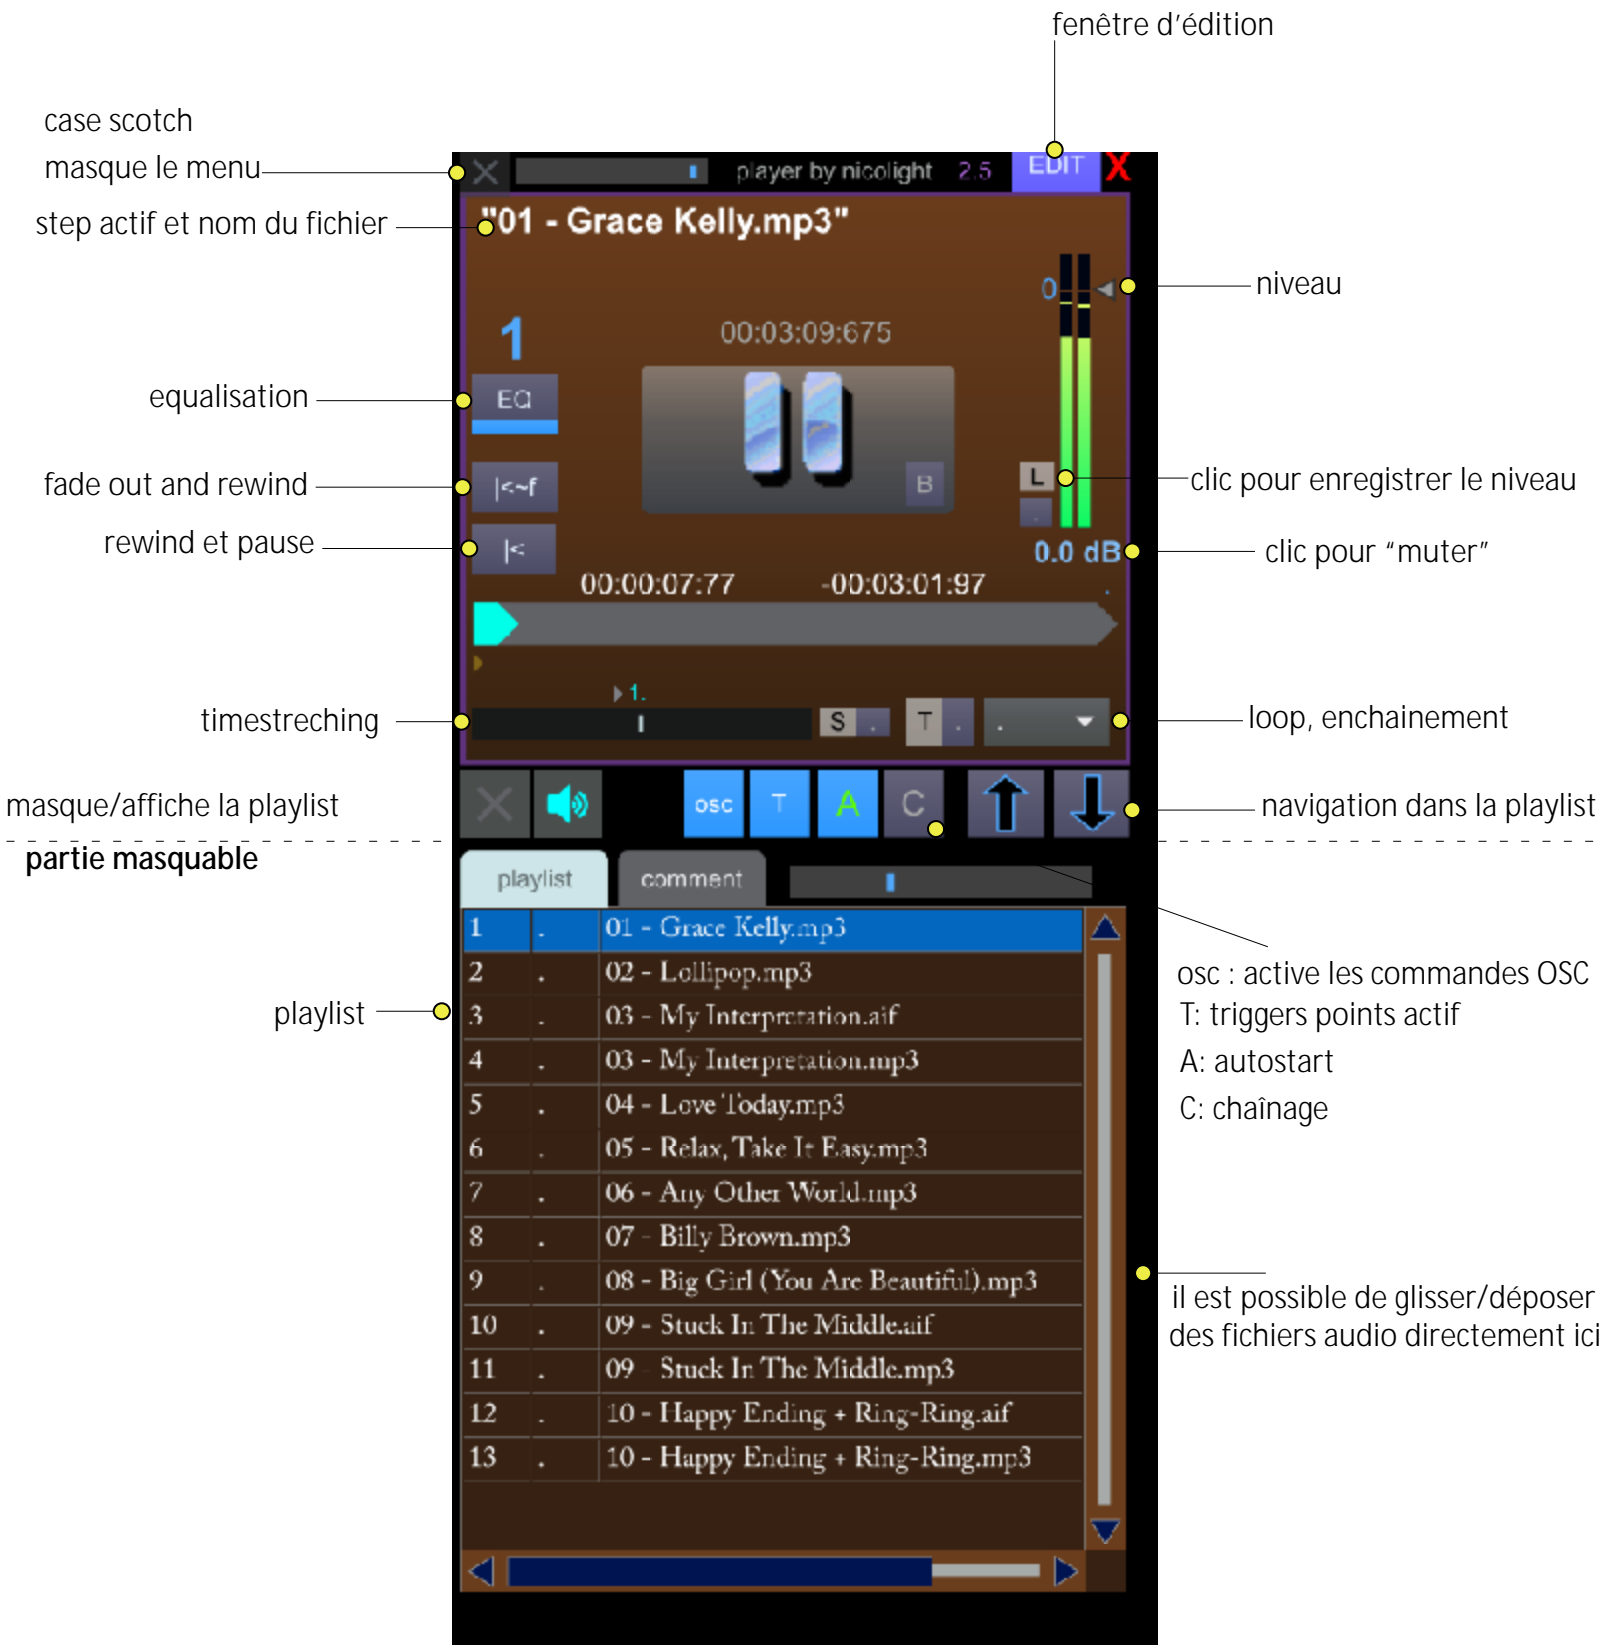 fenêtre d'édition
case scotch
masque le menu
player by nicolight 2.5 EDIT X
step actif et nom du fichier
"01 - Grace Kelly.mp3"
niveau
0
1
00:03:09:675
equalisation
EQ
fade out and rewind
|<~f
B
L
clic pour enregistrer le niveau
.
rewind et pause
|<
0.0 dB
clic pour “muter”
00:00:07:77 -00:03:01:97
.
1.
timestreching
S . T . .
loop, enchainement
masque/affiche la playlist
osc T A C
navigation dans la playlist
partie masquable
playlist comment
1 . 01 - Grace Kelly.mp3
2 . 02 - Lollipop.mp3
osc : active les commandes OSC
playlist
3 . 03 - My Interpretation.aif
T: triggers points actif
4 . 03 - My Interpretation.mp3
A: autostart
5 . 04 - Love Today.mp3
C: chaînage
6 . 05 - Relax, Take It Easy.mp3
7 . 06 - Any Other World.mp3
8 . 07 - Billy Brown.mp3
9 . 08 - Big Girl (You Are Beautiful).mp3
il est possible de glisser/déposer
des fichiers audio directement ici
10 . 09 - Stuck In The Middle.aif
11 . 09 - Stuck In The Middle.mp3
12 . 10 - Happy Ending + Ring-Ring.aif
13 . 10 - Happy Ending + Ring-Ring.mp3